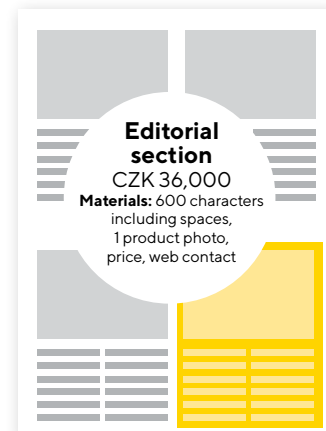 Editorial
section
CZK 36,000
Materials: 600 characters
including spaces,
1 product photo,
price, web contact